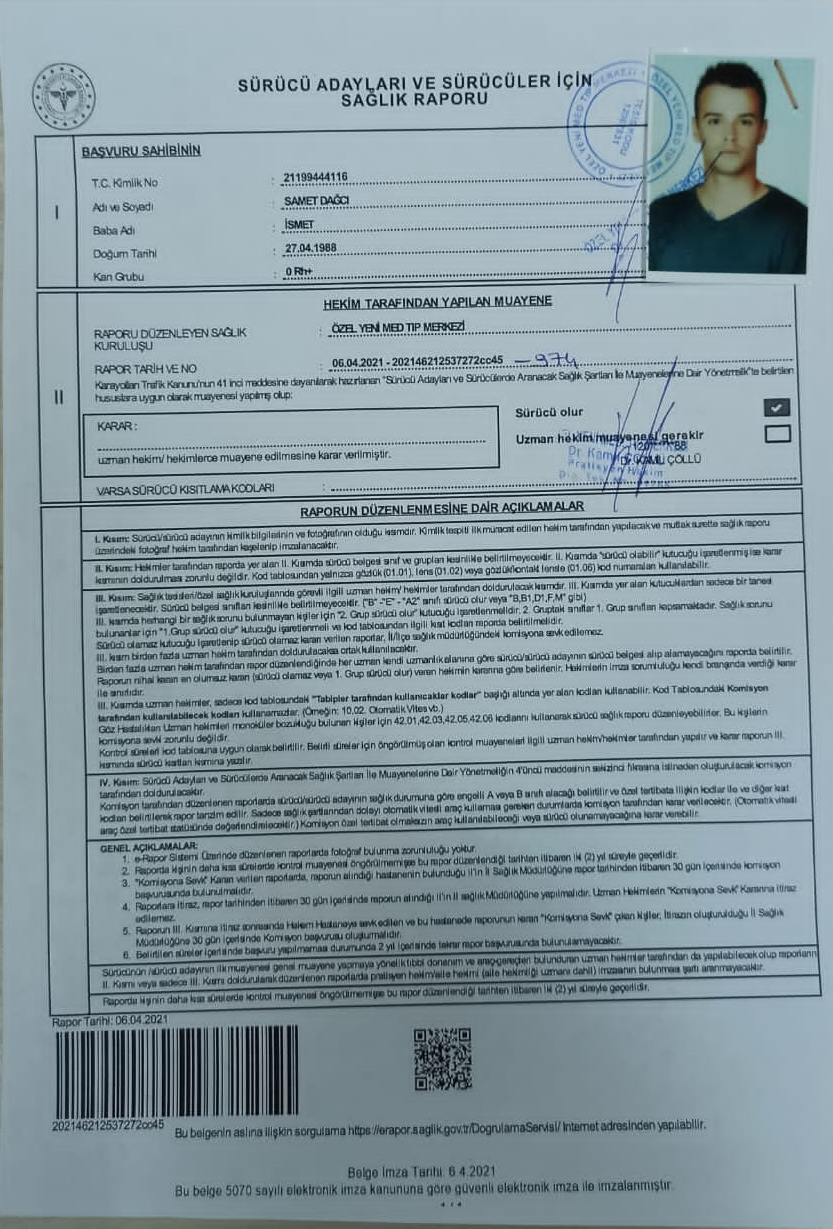 SÜRÜCÜ ADAYLARI VE SÜRÜCÜLER İÇİN
SAĞLIK RAPORU
I
BAŞVURU SAHİBİNİN
T.C. Kimlik No : 21199444116
Adı ve Soyadı : SAMET DAĞCI
Baba Adı : İSMET
Doğum Tarihi : 27.04.1988
Kan Grubu : 0 Rh+
II
HEKİM TARAFINDAN YAPILAN MUAYENE
RAPORU DÜZENLEYEN SAĞLIK
KURULUŞU : ÖZEL YENİ MED TIP MERKEZİ
RAPOR TARİH VE NO : 06.04.2021 - 202146212537272cc45 - 974
Karayolları Trafik Kanunu'nun 41 inci maddesine dayanılarak hazırlanan "Sürücü Adayları ve Sürücülerde Aranacak Sağlık Şartları İle Muayenelerine Dair Yönetmelik"te belirtilen
hususlara uygun olarak muayenesi yapılmış olup;
KARAR :
uzman hekim/ hekimlerce muayene edilmesine karar verilmiştir.
Sürücü olur
Uzman hekim muayenesi gerekir
Dr. KAMİL ÇÖLLÜ
VARSA SÜRÜCÜ KISITLAMA KODLARI :
RAPORUN DÜZENLENMESİNE DAİR AÇIKLAMALAR
I. Kısım: Sürücü/sürücü adayının kimlik bilgilerinin ve fotoğrafının olduğu kısımdır. Kimlik tespiti ilk müracat edilen hekim tarafından yapılacak ve mutlak surette sağlık raporu
üzerindeki fotoğraf hekim tarafından kaşelenip imzalanacaktır.
II. Kısım: Hekimler tarafından raporda yer alan II. Kısımda sürücü belgesi sınıf ve grupları kesinlikle belirtilmeyecektir. II. Kısımda "sürücü olabilir" kutucuğu işaretlenmiş ise karar
kısmının doldurulması zorunlu değildir. Kod tablosundan yalnızca gözlük (01.01), lens (01.02) veya gözlük/kontakt lensle (01.06) kod numaraları kullanılabilir.
III. Kısım: Sağlık tesisleri/özel sağlık kuruluşlarında görevli ilgili uzman hekim/ hekimler tarafından doldurulacak kısımdır. III. Kısımda yer alan kutucuklardan sadece bir tanesi
işaretlenecektir. Sürücü belgesi sınıfları kesinlikle belirtilmeyecektir. ("B" -"E" - "A2" sınıfı sürücü olur veya "B,B1,D1,F,M" gibi)
III. kısımda herhangi bir sağlık sorunu bulunmayan kişiler için "2. Grup sürücü olur" kutucuğu işaretlenmelidir. 2. Gruptaki sınıflar 1. Grup sınıfları kapsamaktadır. Sağlık sorunu
bulunanlar için "1.Grup sürücü olur" kutucuğu işaretlenmeli ve kod tablosundan ilgili kısıt kodları raporda belirtilmelidir.
Sürücü olamaz kutucuğu işaretlenip sürücü olamaz kararı verilen raporlar, İl/İlçe sağlık müdürlüğündeki komisyona sevk edilemez.
III. kısım birden fazla uzman hekim tarafından doldurulacaksa ortak kullanılacaktır.
Birden fazla uzman hekim tarafından rapor düzenlendiğinde her uzman kendi uzmanlık alanına göre sürücü/sürücü adayının sürücü belgesi alıp alamayacağını raporda belirtilir.
Raporun nihai kararı en olumsuz kararı (sürücü olamaz veya 1. Grup sürücü olur) veren hekimin kararına göre belirlenir. Hekimlerin imza sorumluluğu kendi branşında verdiği karar
ile sınırlıdır.
III. Kısımda uzman hekimler, sadece kod tablosundaki "Tabipler tarafından kullanılacaklar kodlar" başlığı altında yer alan kodları kullanabilir. Kod Tablosundaki Komisyon
tarafından kullanılabilecek kodları kullanamazlar. (Örneğin: 10.02. Otomatik Vites vb.)
Göz Hastalıkları Uzman hekimleri monoküler bozukluğu bulunan kişiler için 42.01,42.03,42.05,42.06 kodlarını kullanarak sürücü sağlık raporu düzenleyebilirler. Bu kişilerin
komisyona sevki zorunlu değildir.
Kontrol süreleri kod tablosuna uygun olarak belirtilir. Belirli süreler için öngörülmüş olan kontrol muayeneleri ilgili uzman hekim/hekimler tarafından yapılır ve karar raporun III.
kısmında sürücü kısıtları kısmına yazılır.
IV. Kısım: Sürücü Adayları ve Sürücülerde Aranacak Sağlık Şartları İle Muayenelerine Dair Yönetmeliğin 4'üncü maddesinin sekizinci fıkrasına istinaden oluşturulacak komisyon
tarafından doldurulacaktır.
Komisyon tarafından düzenlenen raporlarda sürücü/sürücü adayının sağlık durumuna göre engelli A veya B sınıfı alacağı belirtilir ve özel tertibata ilişkin kodlar ile ve diğer kısıt
kodları belirtilerek rapor tanzim edilir. Sadece sağlık şartlarından dolayı otomatik vitesli araç kullanması gereken durumlarda komisyon tarafından karar verilecektir. (Otomatik vitesli
araç özel tertibat statüsünde değerlendirilecektir.) Komisyon özel tertibat olmaksızın araç kullanılabileceği veya sürücü olunamayacağına karar verebilir.
GENEL AÇIKLAMALAR:
1. e-Rapor Sistemi Üzerinde düzenlenen raporlarda fotoğraf bulunma zorunluluğu yoktur.
2. Raporda kişinin daha kısa sürelerde kontrol muayenesi öngörülmemişse bu rapor düzenlendiği tarihten itibaren iki (2) yıl süreyle geçerlidir.
3. "Komisyona Sevk" Kararı verilen raporlarda, raporun alındığı hastanenin bulunduğu il'in İl Sağlık Müdürlüğüne rapor tarihinden itibaren 30 gün içerisinde komisyon
başvurusunda bulunulmalıdır.
4. Raporlara itiraz, rapor tarihinden itibaren 30 gün içerisinde raporun alındığı il'in İl sağlık Müdürlüğüne yapılmalıdır. Uzman Hekimlerin "Komisyona Sevk" Kararına itiraz
edilemez.
5. Raporun III. Kısmına itiraz sonrasında Hakem Hastaneye sevk edilen ve bu hastanede raporunun kararı "Komisyona Sevk" çıkan kişiler, itirazın oluşturulduğu İl Sağlık
Müdürlüğüne 30 gün içerisinde Komisyon başvurusu oluşturmalıdır.
6. Belirtilen süreler içerisinde başvuru yapılmaması durumunda 2 yıl içerisinde tekrar rapor başvurusunda bulunulamayacaktır.
Sürücünün /sürücü adayının ilk muayenesi genel muayene yapmaya yönelik tıbbi donanım ve araç-gereçleri bulunduran uzman hekimler tarafından da yapılabilecek olup raporların
II. Kısmı veya sadece III. Kısmı doldurularak düzenlenen raporlarda pratisyen hekim/aile hekimi (aile hekimliği uzmanı dahil) imzasının bulunması şartı aranmayacaktır.
Raporda kişinin daha kısa sürelerde kontrol muayenesi öngörülmemişse bu rapor düzenlendiği tarihten itibaren iki (2) yıl süreyle geçerlidir.
Rapor Tarihi: 06.04.2021
202146212537272cc45
Bu belgenin aslına ilişkin sorgulama https://erapor.saglik.gov.tr/DogrulamaServisi/ Internet adresinden yapılabilir.
Belge İmza Tarihi: 6.4.2021
Bu belge 5070 sayılı elektronik imza kanununa göre güvenli elektronik imza ile imzalanmıştır.